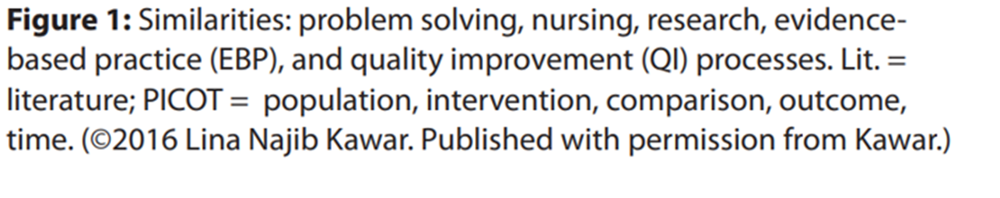 Figure 1: Similarities: problem solving, nursing, research, evidence-
based practice (EBP), and quality improvement (QI) processes. Lit. =
literature; PICOT = population, intervention, comparison, outcome,
time. (©2016 Lina Najib Kawar. Published with permission from Kawar.)